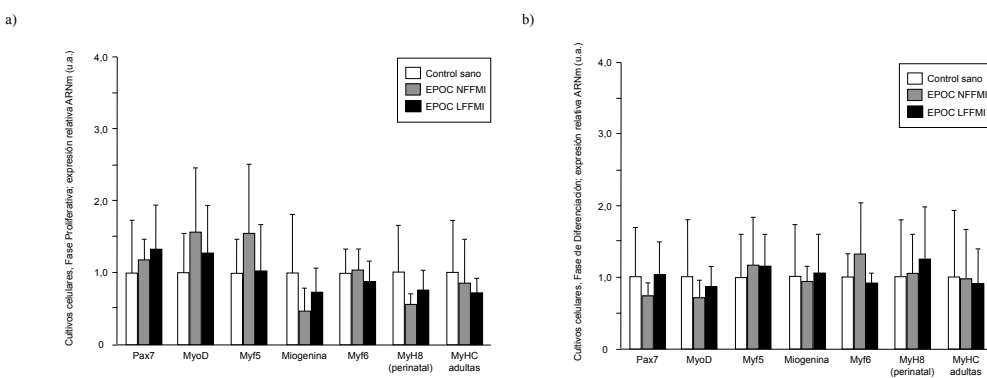 a)
Cultivos celulares, Fase Proliferativa; expresión relativa ARNm (u.a.)
4,0
3,0
2,0
1,0
0
Control sano
EPOC NFFMI
EPOC LFFMI
Pax7 MyoD Myf5 Miogenina Myf6 MyH8 MyHC
(perinatal) adultas
b)
Cultivos celulares, Fase de Diferenciación; expresión relativa ARNm (u.a.)
4,0
3,0
2,0
1,0
0
Control sano
EPOC NFFMI
EPOC LFFMI
Pax7 MyoD Myf5 Miogenina Myf6 MyH8 MyHC
(perinatal) adultas